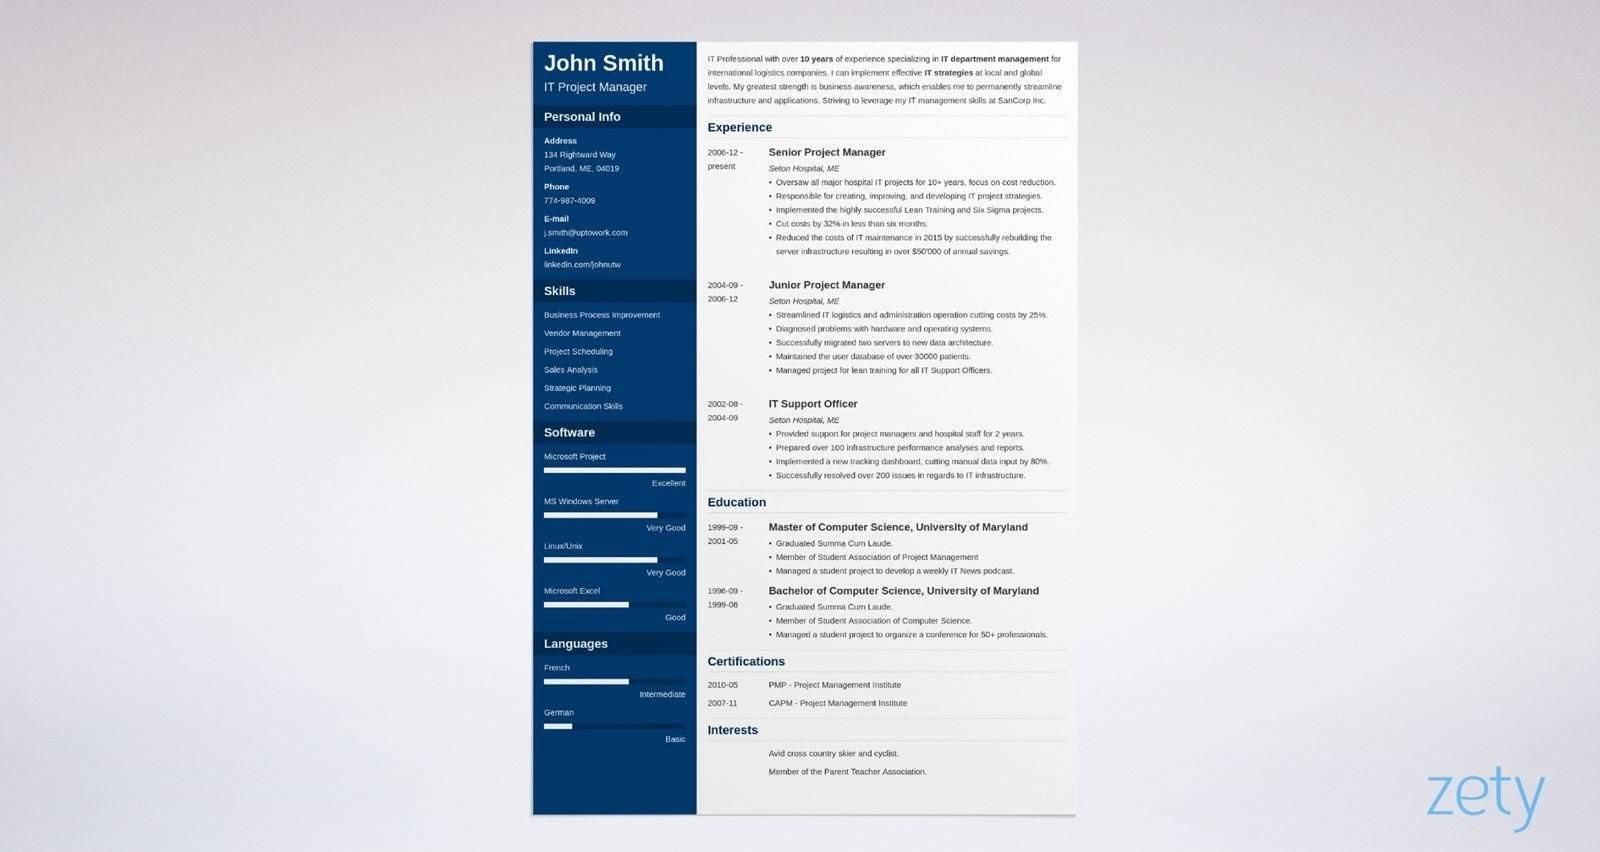 John Smith
IT Project Manager
Personal Info
Address
134 Rightward Way
Portland, ME, 04019
Phone
774-987-4009
E-mail
j.smith@uptowork.com
LinkedIn
linkedin.com/johnutw
Skills
Business Process Improvement
Vendor Management
Project Scheduling
Sales Analysis
Strategic Planning
Communication Skills
Software
Microsoft Project
Excellent
MS Windows Server
Very Good
Linux/Unix
Very Good
Microsoft Excel
Good
Languages
French
Intermediate
German
Basic
IT Professional with over 10 years of experience specializing in IT department management for
international logistics companies. I can implement effective IT strategies at local and global
levels. My greatest strength is business awareness, which enables me to permanently streamline
infrastructure and applications. Striving to leverage my IT management skills at SanCorp Inc.
Experience
2006-12 -
present
Senior Project Manager
Seton Hospital, ME
• Oversaw all major hospital IT projects for 10+ years, focus on cost reduction.
• Responsible for creating, improving, and developing IT project strategies.
• Implemented the highly successful Lean Training and Six Sigma projects.
• Cut costs by 32% in less than six months.
• Reduced the costs of IT maintenance in 2015 by successfully rebuilding the
server infrastructure resulting in over $50'000 of annual savings.
2004-09 -
2006-12
Junior Project Manager
Seton Hospital, ME
• Streamlined IT logistics and administration operation cutting costs by 25%.
• Diagnosed problems with hardware and operating systems.
• Successfully migrated two servers to new data architecture.
• Maintained the user database of over 30000 patients.
• Managed project for lean training for all IT Support Officers.
2002-08 -
2004-09
IT Support Officer
Seton Hospital, ME
• Provided support for project managers and hospital staff for 2 years.
• Prepared over 100 infrastructure performance analyses and reports.
• Implemented a new tracking dashboard, cutting manual data input by 80%.
• Successfully resolved over 200 issues in regards to IT infrastructure.
Education
1999-09 -
2001-05
Master of Computer Science, University of Maryland
• Graduated Summa Cum Laude.
• Member of Student Association of Project Management
• Managed a student project to develop a weekly IT News podcast.
1996-09 -
1999-06
Bachelor of Computer Science, University of Maryland
• Graduated Summa Cum Laude.
• Member of Student Association of Computer Science.
• Managed a student project to organize a conference for 50+ professionals.
Certifications
2010-05 PMP - Project Management Institute
2007-11 CAPM - Project Management Institute
Interests
Avid cross country skier and cyclist.
Member of the Parent Teacher Association.
zety